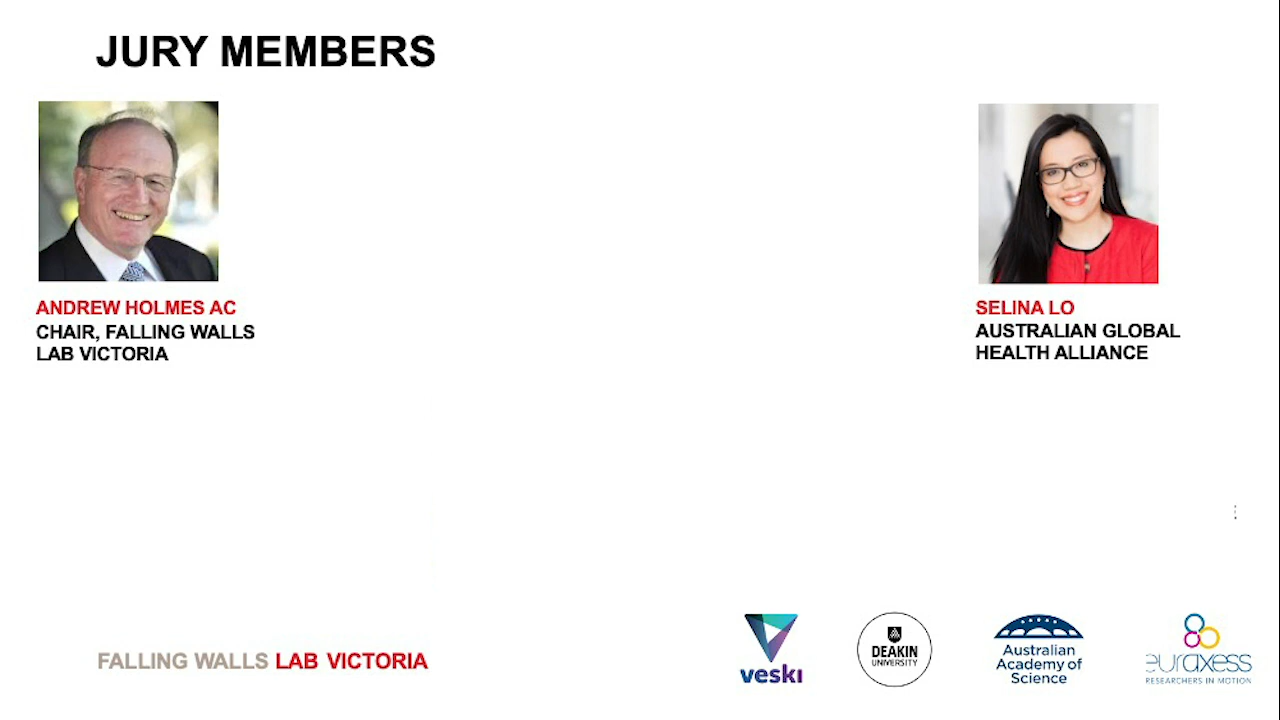 JURY MEMBERS
ANDREW HOLMES AC
CHAIR, FALLING WALLS
LAB VICTORIA
SELINA LO
AUSTRALIAN GLOBAL
HEALTH ALLIANCE
FALLING WALLS LAB VICTORIA
veski
DEAKIN
UNIVERSITY
Australian
Academy of
Science
euraxess
RESEARCHERS IN MOTION